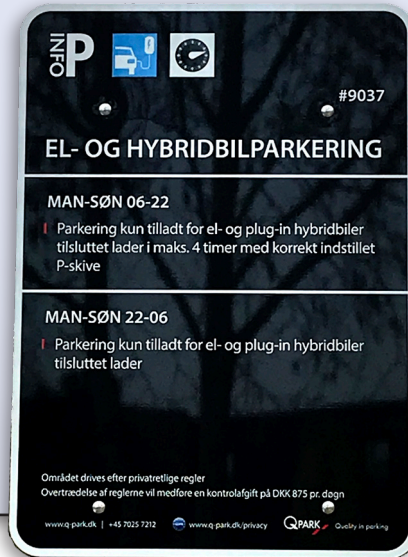 INFO P
#9037
EL- OG HYBRIDBILPARKERING
MAN-SØN 06-22
Parkering kun tilladt for el- og plug-in hybridbiler
tilsluttet lader i maks. 4 timer med korrekt indstillet
P-skive
MAN-SØN 22-06
Parkering kun tilladt for el- og plug-in hybridbiler
tilsluttet lader
Området drives efter privatretlige regler
Overtrædelse af reglerne vil medføre en kontrolafgift på DKK 875 pr. døgn
www.q-park.dk | +45 7025 7212 www.q-park.dk/privacy QPARK Quality in parking